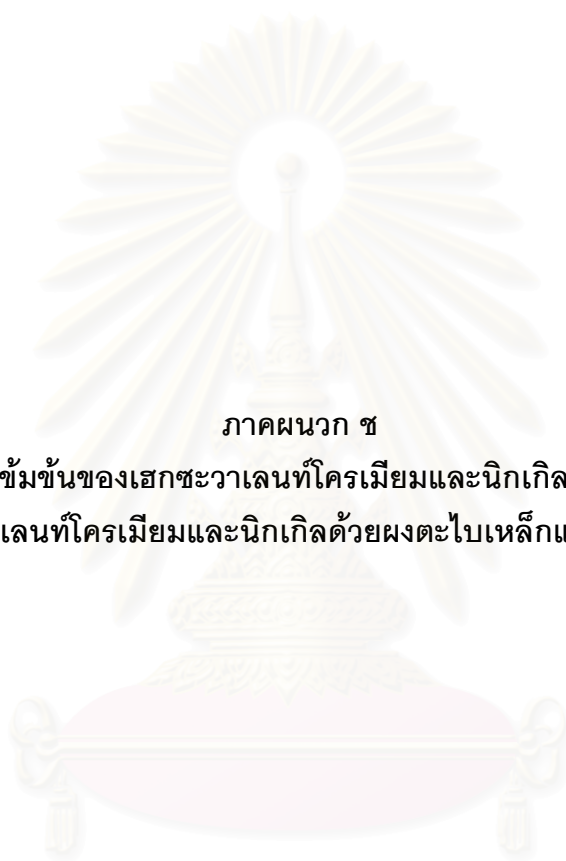 ภาคผนวก ซ
ข้มข้นของเฮกซะวาเลนท์โครเมียมและนิกเกิล
เลนท์โครเมียมและนิกเกิลด้วยผงตะไบเหล็กแ